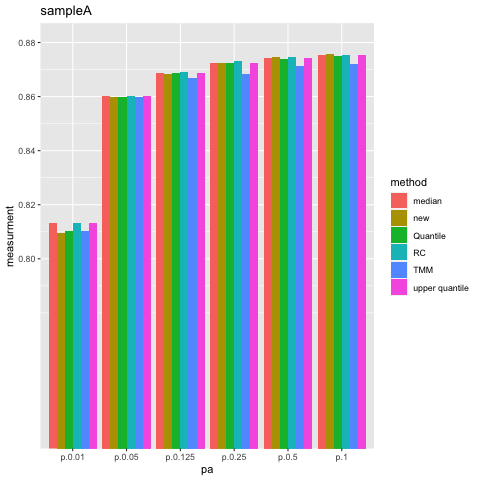 sampleA
0.88
0.86
0.84
0.82
0.80
measurment
p.0.01 p.0.05 p.0.125 p.0.25 p.0.5 p.1
pa
method
median
new
Quantile
RC
TMM
upper quantile